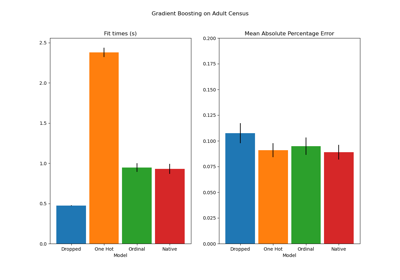 Gradient Boosting on Adult Census
Fit times (s)
2.5
2.0
1.5
1.0
0.5
0.0
Dropped One Hot Ordinal Native
Model
Mean Absolute Percentage Error
0.200
0.175
0.150
0.125
0.100
0.075
0.050
0.025
0.000
Dropped One Hot Ordinal Native
Model